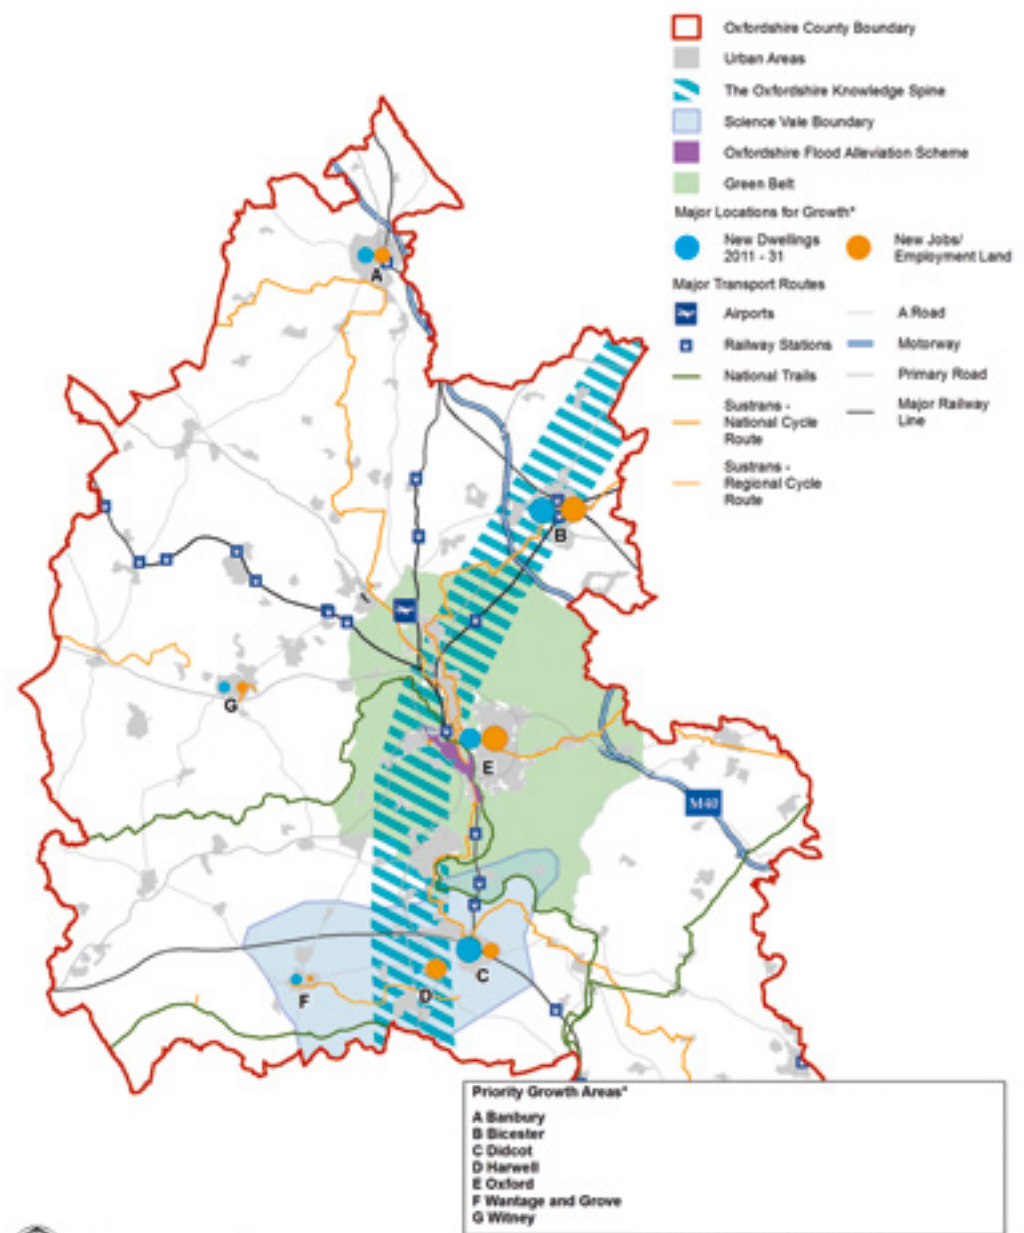 Oxfordshire County Boundary
Urban Areas
The Oxfordshire Knowledge Spine
Science Vale Boundary
Oxfordshire Flood Alleviation Scheme
Green Belt
Major Locations for Growth*
New Dwellings
2011 - 31
New Jobs/
Employment Land
Major Transport Routes
Airports
A Road
Railway Stations
Motorway
National Trails
Primary Road
Sustrans -
National Cycle
Route
Major Railway
Line
Sustrans -
Regional Cycle
Route
A
B
G
E
M40
C
D
F
Priority Growth Areas*
A Banbury
B Bicester
C Didcot
D Harwell
E Oxford
F Wantage and Grove
G Witney